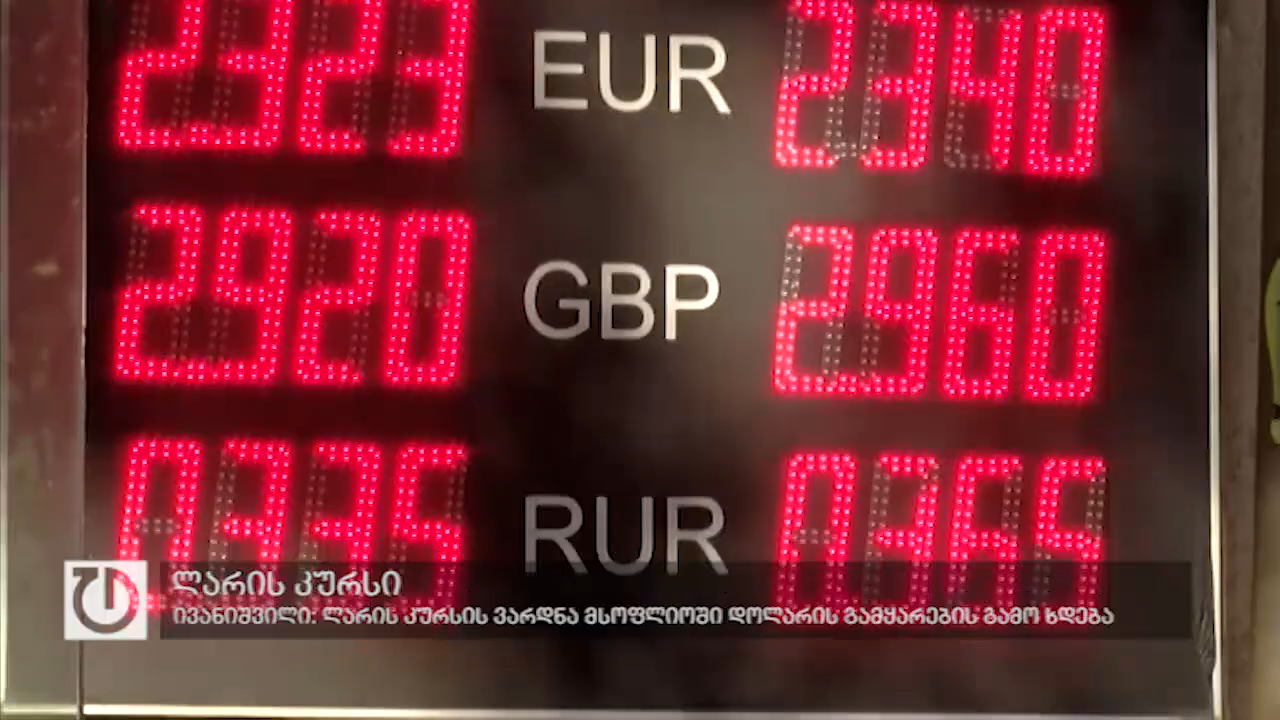 2323 EUR 2340
2920 GBP 2960
0335 RUR 0365
ლარის კურსი
ივანიშვილი: ლარის კურსის ვარდნა მსოფლიოში დოლარის გამყარების გამო ხდება